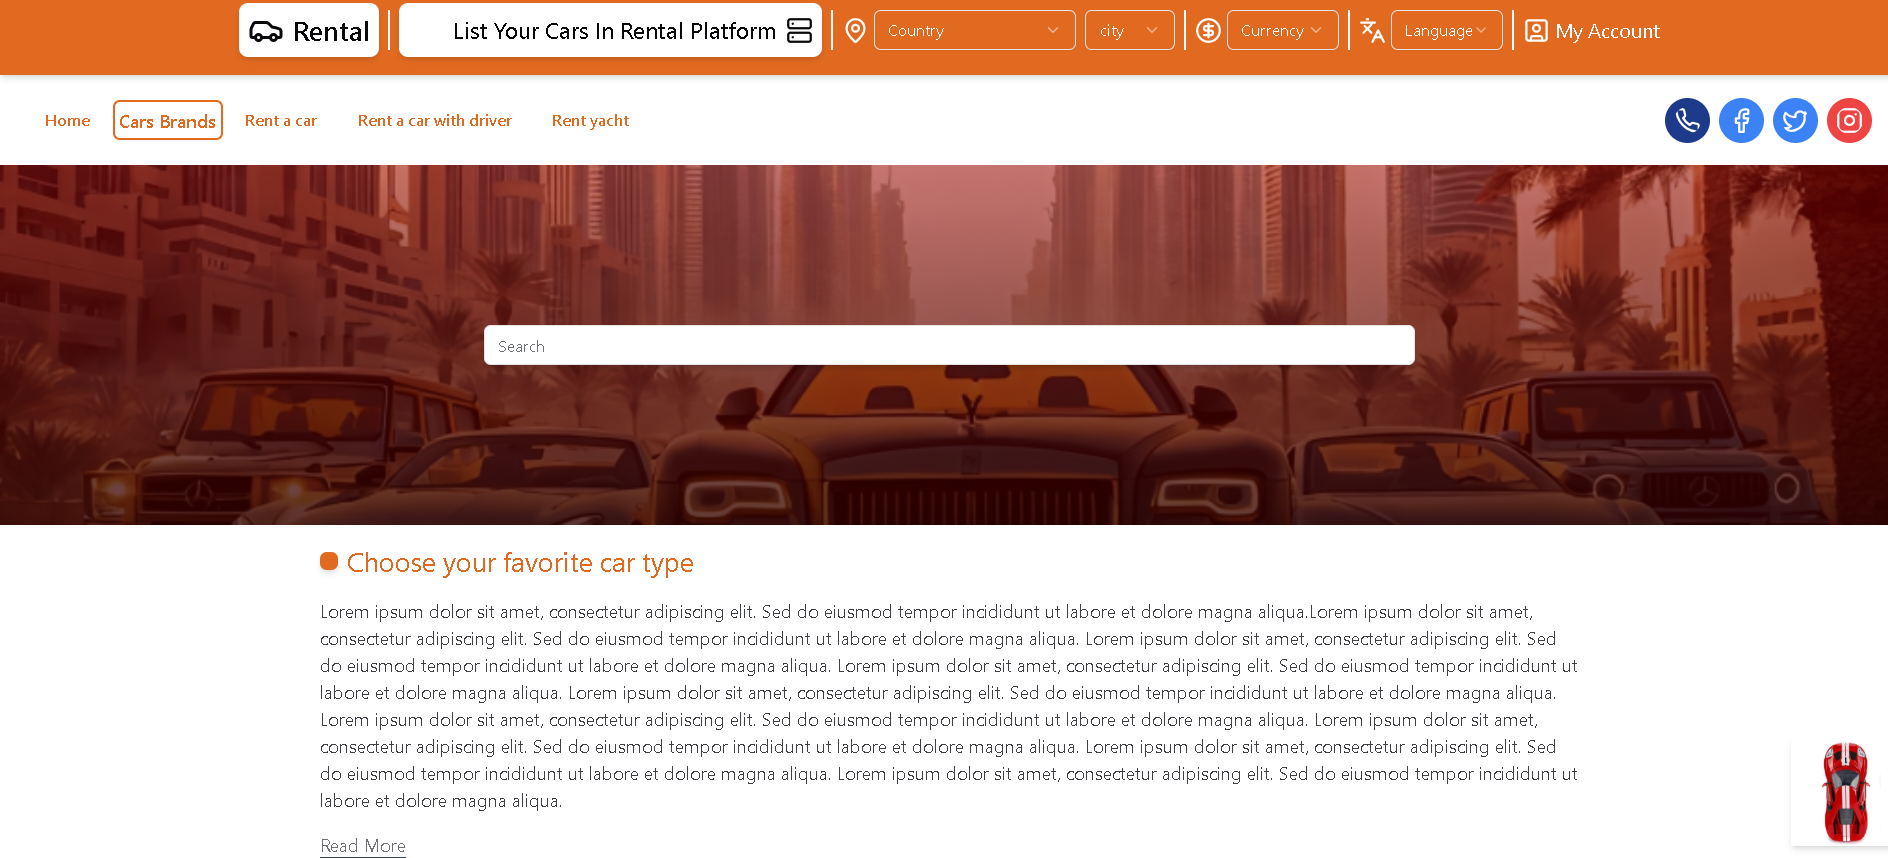 Rental
List Your Cars In Rental Platform
Country
city
Currency
Language
My Account
Home
Cars Brands
Rent a car
Rent a car with driver
Rent yacht
Search
Choose your favorite car type
Lorem ipsum dolor sit amet, consectetur adipiscing elit. Sed do eiusmod tempor incididunt ut labore et dolore magna aliqua.Lorem ipsum dolor sit amet,
consectetur adipiscing elit. Sed do eiusmod tempor incididunt ut labore et dolore magna aliqua. Lorem ipsum dolor sit amet, consectetur adipiscing elit. Sed
do eiusmod tempor incididunt ut labore et dolore magna aliqua. Lorem ipsum dolor sit amet, consectetur adipiscing elit. Sed do eiusmod tempor incididunt ut
labore et dolore magna aliqua. Lorem ipsum dolor sit amet, consectetur adipiscing elit. Sed do eiusmod tempor incididunt ut labore et dolore magna aliqua.
Lorem ipsum dolor sit amet, consectetur adipiscing elit. Sed do eiusmod tempor incididunt ut labore et dolore magna aliqua. Lorem ipsum dolor sit amet,
consectetur adipiscing elit. Sed do eiusmod tempor incididunt ut labore et dolore magna aliqua. Lorem ipsum dolor sit amet, consectetur adipiscing elit. Sed
do eiusmod tempor incididunt ut labore et dolore magna aliqua. Lorem ipsum dolor sit amet, consectetur adipiscing elit. Sed do eiusmod tempor incididunt ut
labore et dolore magna aliqua.
Read More